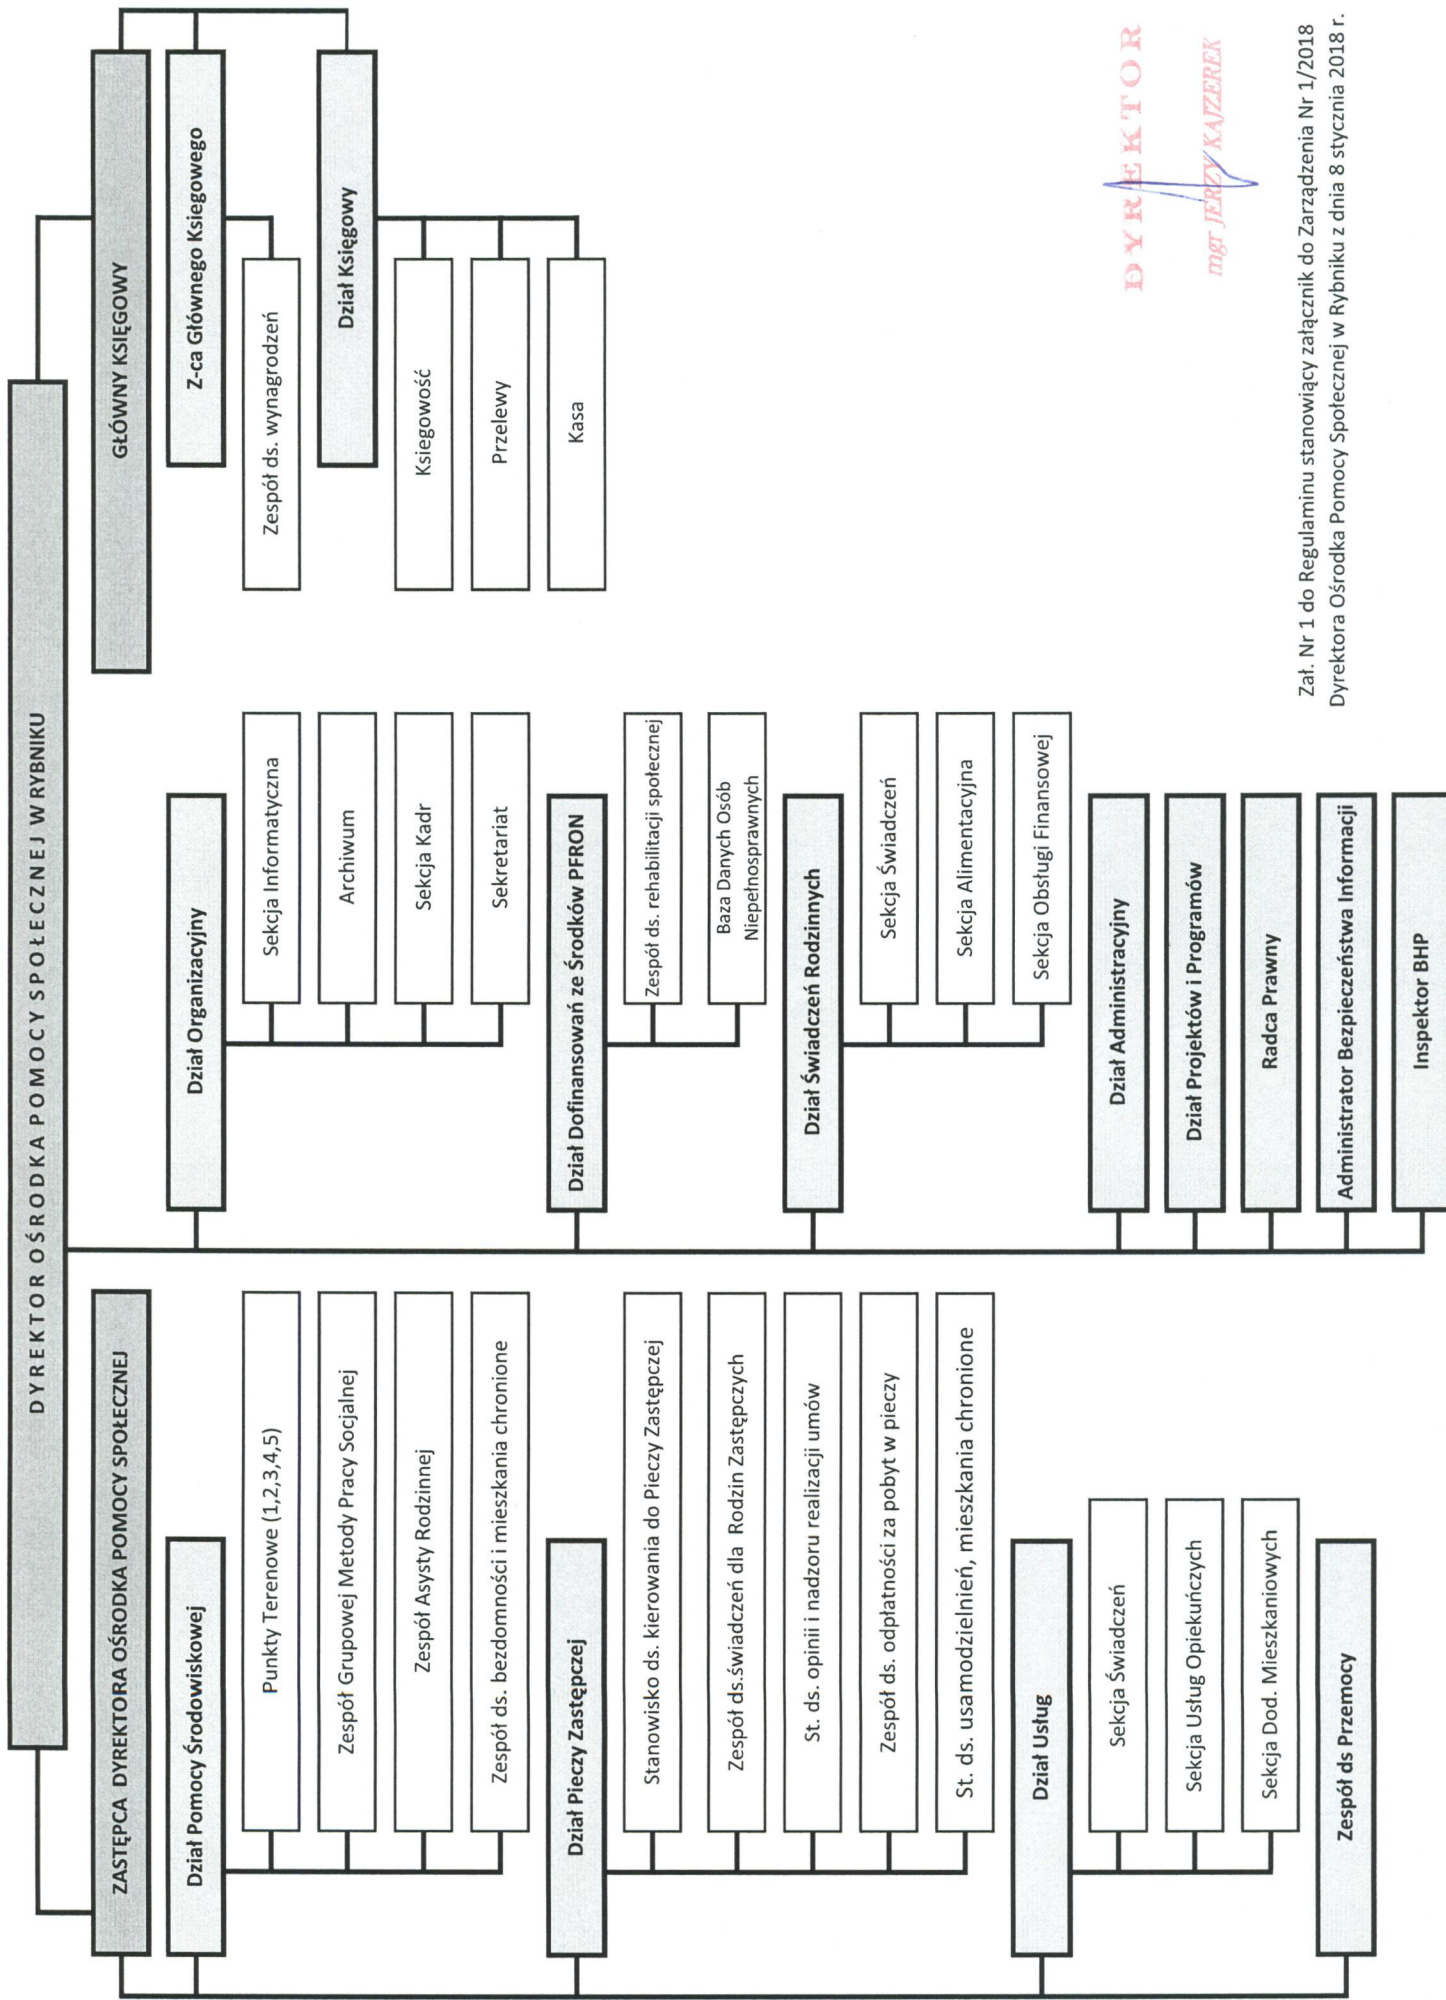 DYREKTOR OŚRODKA POMOCY SPOŁECZNEJ W RYBNIKU
ZASTĘPCA DYREKTORA OŚRODKA POMOCY SPOŁECZNEJ
Dział Pomocy Środowiskowej
Punkty Terenowe (1,2,3,4,5)
Zespół Grupowej Metody Pracy Socjalnej
Zespół Asysty Rodzinnej
Zespół ds. bezdomności i mieszkania chronione
Dział Pieczy Zastępczej
Stanowisko ds. kierowania do Pieczy Zastępczej
Zespół ds.świadczeń dla Rodzin Zastępczych
St. ds. opinii i nadzoru realizacji umów
Zespół ds. odpłatności za pobyt w pieczy
St. ds. usamodzielnień, mieszkania chronione
Dział Usług
Sekcja Świadczeń
Sekcja Usług Opiekuńczych
Sekcja Dod. Mieszkaniowych
Zespół ds Przemocy
Dział Organizacyjny
Sekcja Informatyczna
Archiwum
Sekcja Kadr
Sekretariat
Dział Dofinansowań ze Środków PFRON
Zespół ds. rehabilitacji społecznej
Baza Danych Osób
Niepełnosprawnych
Dział Świadczeń Rodzinnych
Sekcja Świadczeń
Sekcja Alimentacyjna
Sekcja Obsługi Finansowej
Dział Administracyjny
Dział Projektów i Programów
Radca Prawny
Administrator Bezpieczeństwa Informacji
Inspektor BHP
GŁÓWNY KSIĘGOWY
Z-ca Głównego Ksiegowego
Zespół ds. wynagrodzeń
Dział Księgowy
Ksiegowość
Przelewy
Kasa
DYREKTOR
mgr JERZY KAJZEREK
Zał. Nr 1 do Regulaminu stanowiący załącznik do Zarządzenia Nr 1/2018
Dyrektora Ośrodka Pomocy Społecznej w Rybniku z dnia 8 stycznia 2018 r.